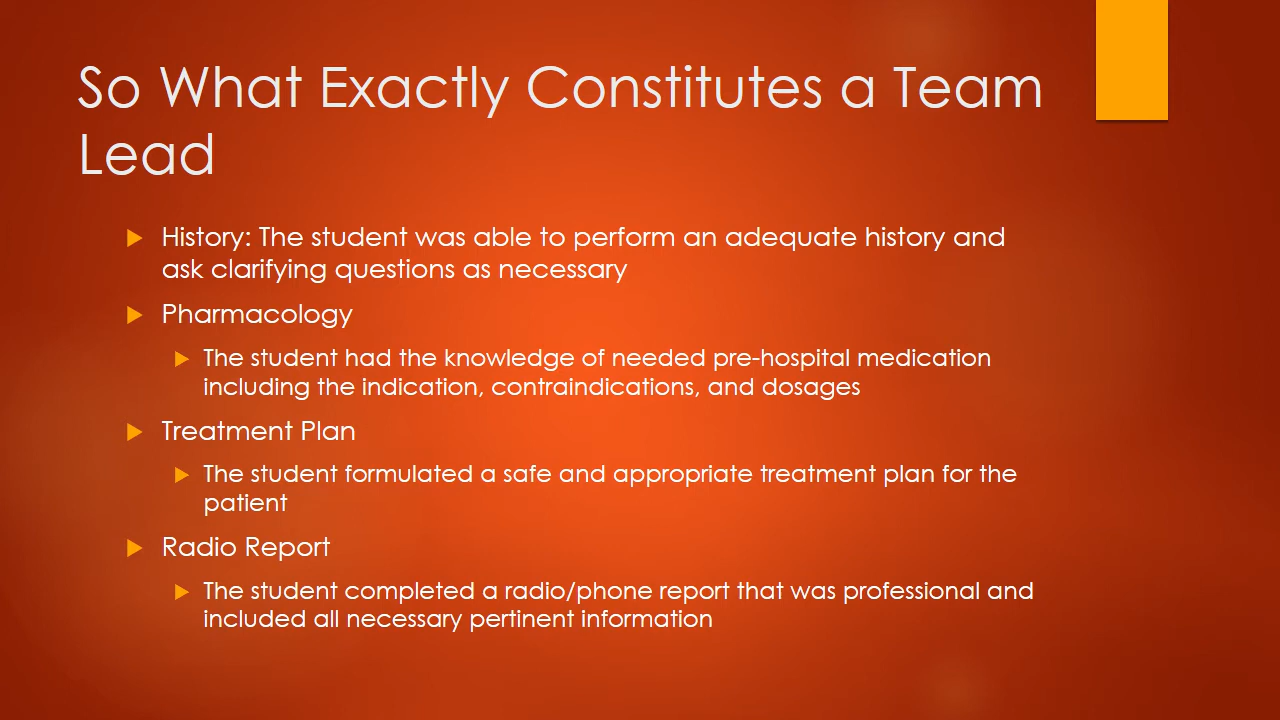 So What Exactly Constitutes a Team
Lead
History: The student was able to perform an adequate history and
ask clarifying questions as necessary
Pharmacology
The student had the knowledge of needed pre-hospital medication
including the indication, contraindications, and dosages
Treatment Plan
The student formulated a safe and appropriate treatment plan for the
patient
Radio Report
The student completed a radio/phone report that was professional and
included all necessary pertinent information